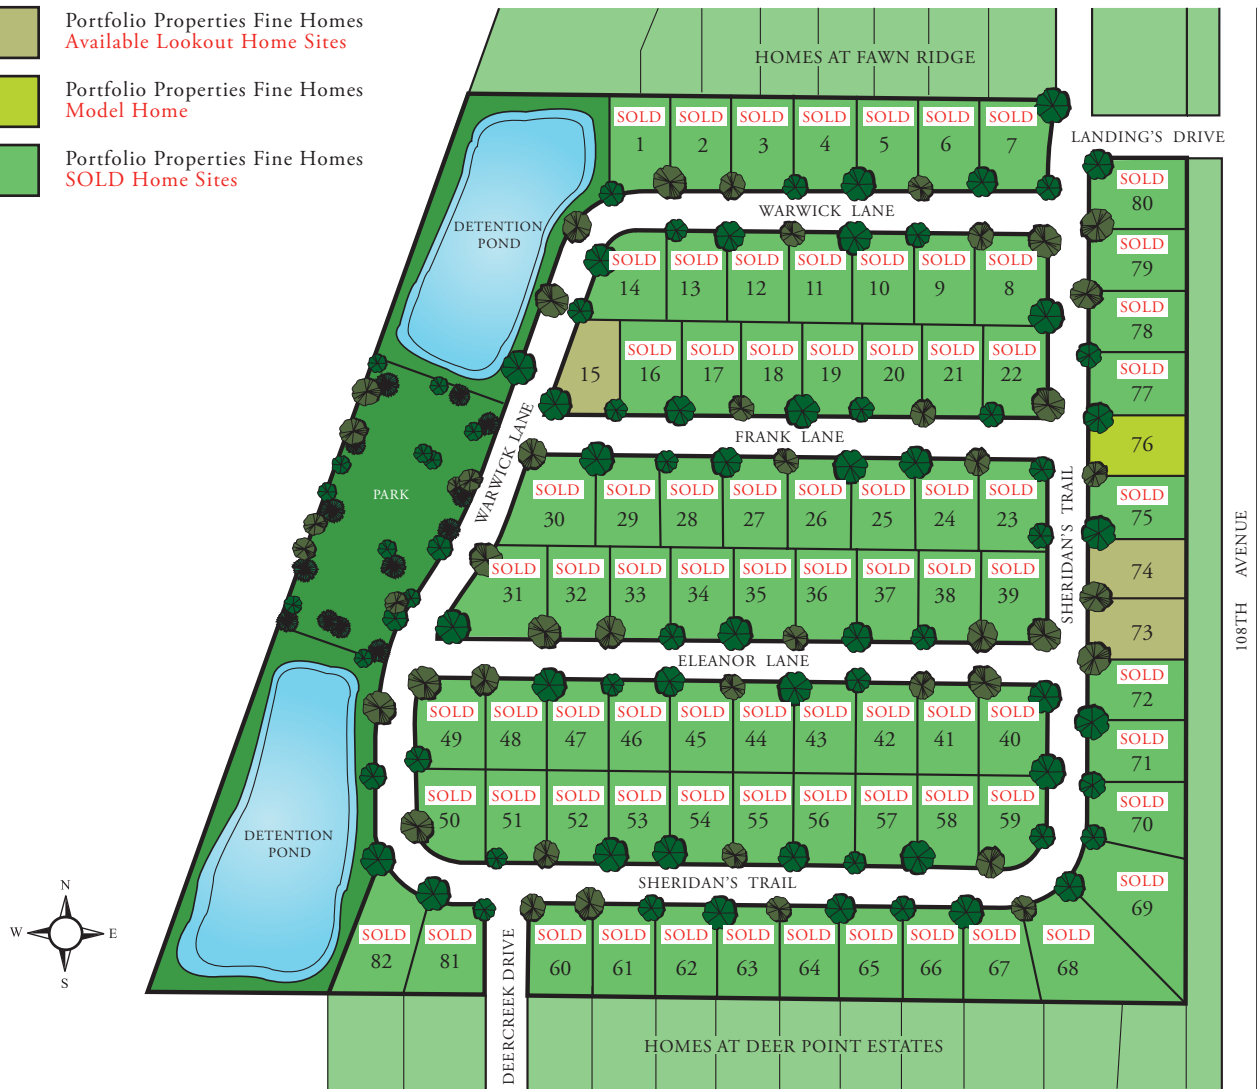 Portfolio Properties Fine Homes
Available Lookout Home Sites
Portfolio Properties Fine Homes
Model Home
Portfolio Properties Fine Homes
SOLD Home Sites
HOMES AT FAWN RIDGE
SOLD SOLD SOLD SOLD SOLD SOLD SOLD
1 2 3 4 5 6 7
LANDING'S DRIVE
WARWICK LANE
DETENTION
POND
SOLD SOLD SOLD SOLD SOLD SOLD SOLD
14 13 12 11 10 9 8
SOLD SOLD SOLD SOLD SOLD SOLD SOLD
15 16 17 18 19 20 21 22
FRANK LANE
WARWICK LANE
PARK
SOLD SOLD SOLD SOLD SOLD SOLD SOLD SOLD
30 29 28 27 26 25 24 23
SOLD SOLD SOLD SOLD SOLD SOLD SOLD SOLD SOLD
31 32 33 34 35 36 37 38 39
ELEANOR LANE
SOLD SOLD SOLD SOLD SOLD SOLD SOLD SOLD SOLD SOLD
49 48 47 46 45 44 43 42 41 40
SOLD SOLD SOLD SOLD SOLD SOLD SOLD SOLD SOLD SOLD
50 51 52 53 54 55 56 57 58 59
SHERIDAN'S TRAIL
SHERIDAN'S TRAIL
SOLD
80
SOLD
79
SOLD
78
SOLD
77
76
SOLD
75
74
73
SOLD
72
SOLD
71
SOLD
70
SOLD
69
108TH AVENUE
DETENTION
POND
SOLD SOLD
82 81
DEERCREEK DRIVE
SOLD SOLD SOLD SOLD SOLD SOLD SOLD SOLD SOLD
60 61 62 63 64 65 66 67 68
HOMES AT DEER POINT ESTATES
N
W E
S